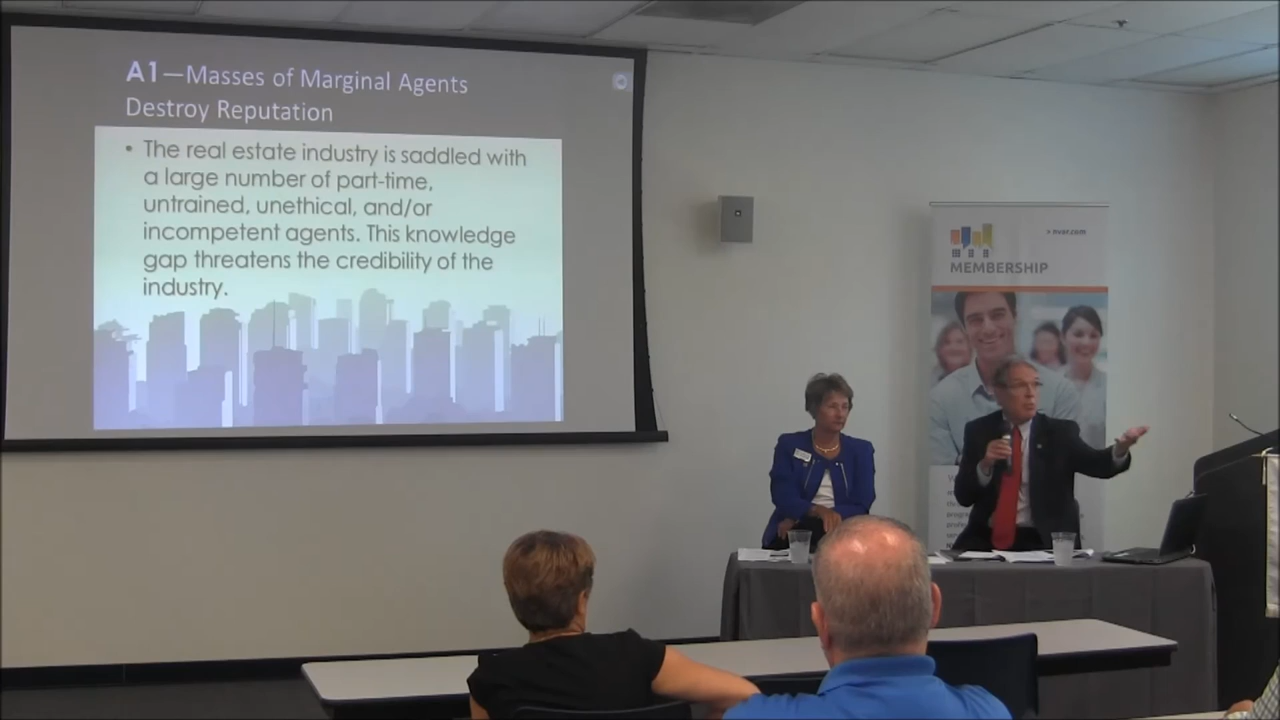 A1—Masses of Marginal Agents
Destroy Reputation
• The real estate industry is saddled with
a large number of part-time,
untrained, unethical, and/or
incompetent agents. This knowledge
gap threatens the credibility of the
industry.
nvar.com
MEMBERSHIP